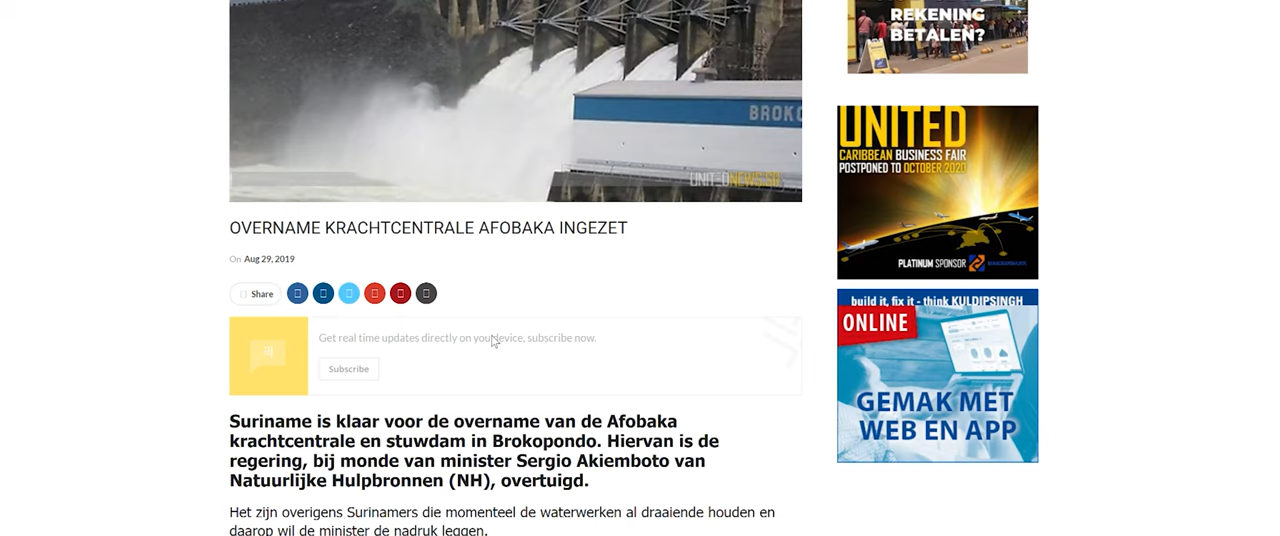 REKENING
BETALEN?
BROKO
UNITEDNEWS.SR
UNITED
CARIBBEAN BUSINESS FAIR
POSTPONED TO OCTOBER 2020
PLATINUM SPONSOR
OVERNAME KRACHTCENTRALE AFOBAKA INGEZET
On Aug 29, 2019
Share
build it, fix it - think KULDIPSINGH
ONLINE
GEMAK MET
WEB EN APP
Get real time updates directly on you device, subscribe now.
Subscribe
Suriname is klaar voor de overname van de Afobaka
krachtcentrale en stuwdam in Brokopondo. Hiervan is de
regering, bij monde van minister Sergio Akiemboto van
Natuurlijke Hulpbronnen (NH), overtuigd.
Het zijn overigens Surinamers die momenteel de waterwerken al draaiende houden en
daarop wil de minister de nadruk leggen.